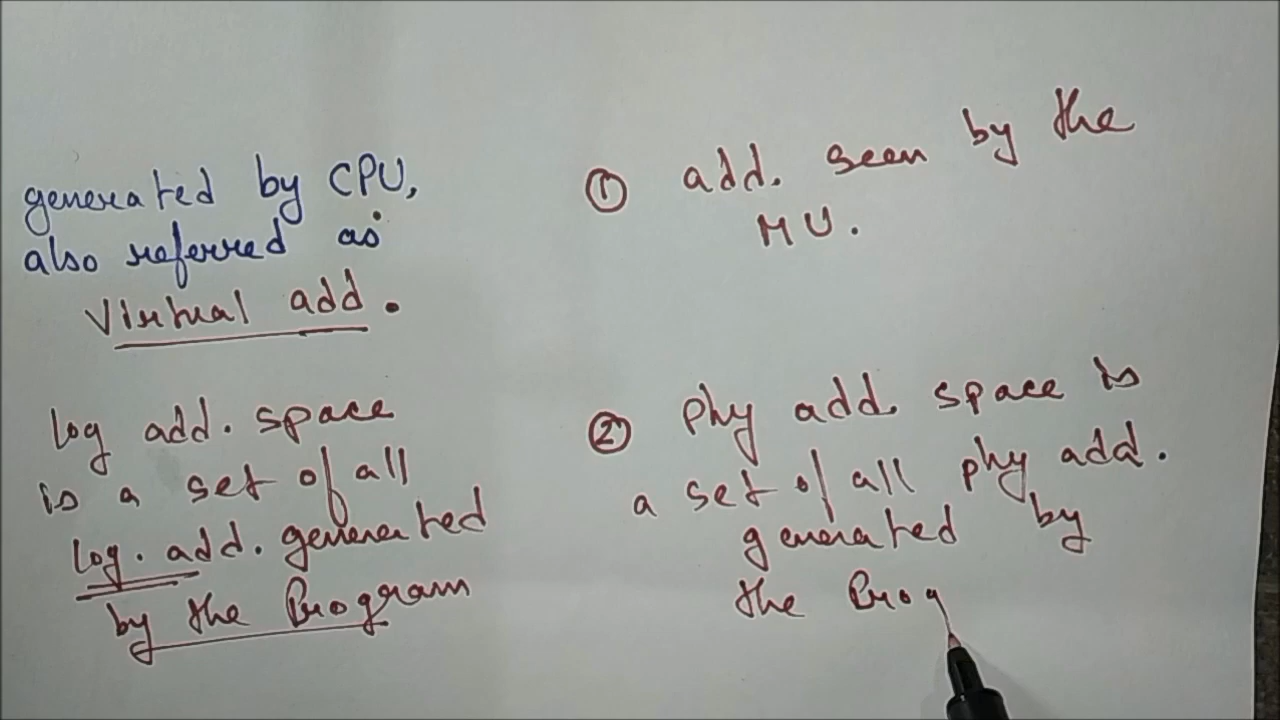 generated by CPU,
also referred as
Virtual add.
log add. space
is a set of all
log. add. generated
by the Program
① add. seen by the
MU.
② Phy add. space is
a set of all phy add.
generated by
the Prog